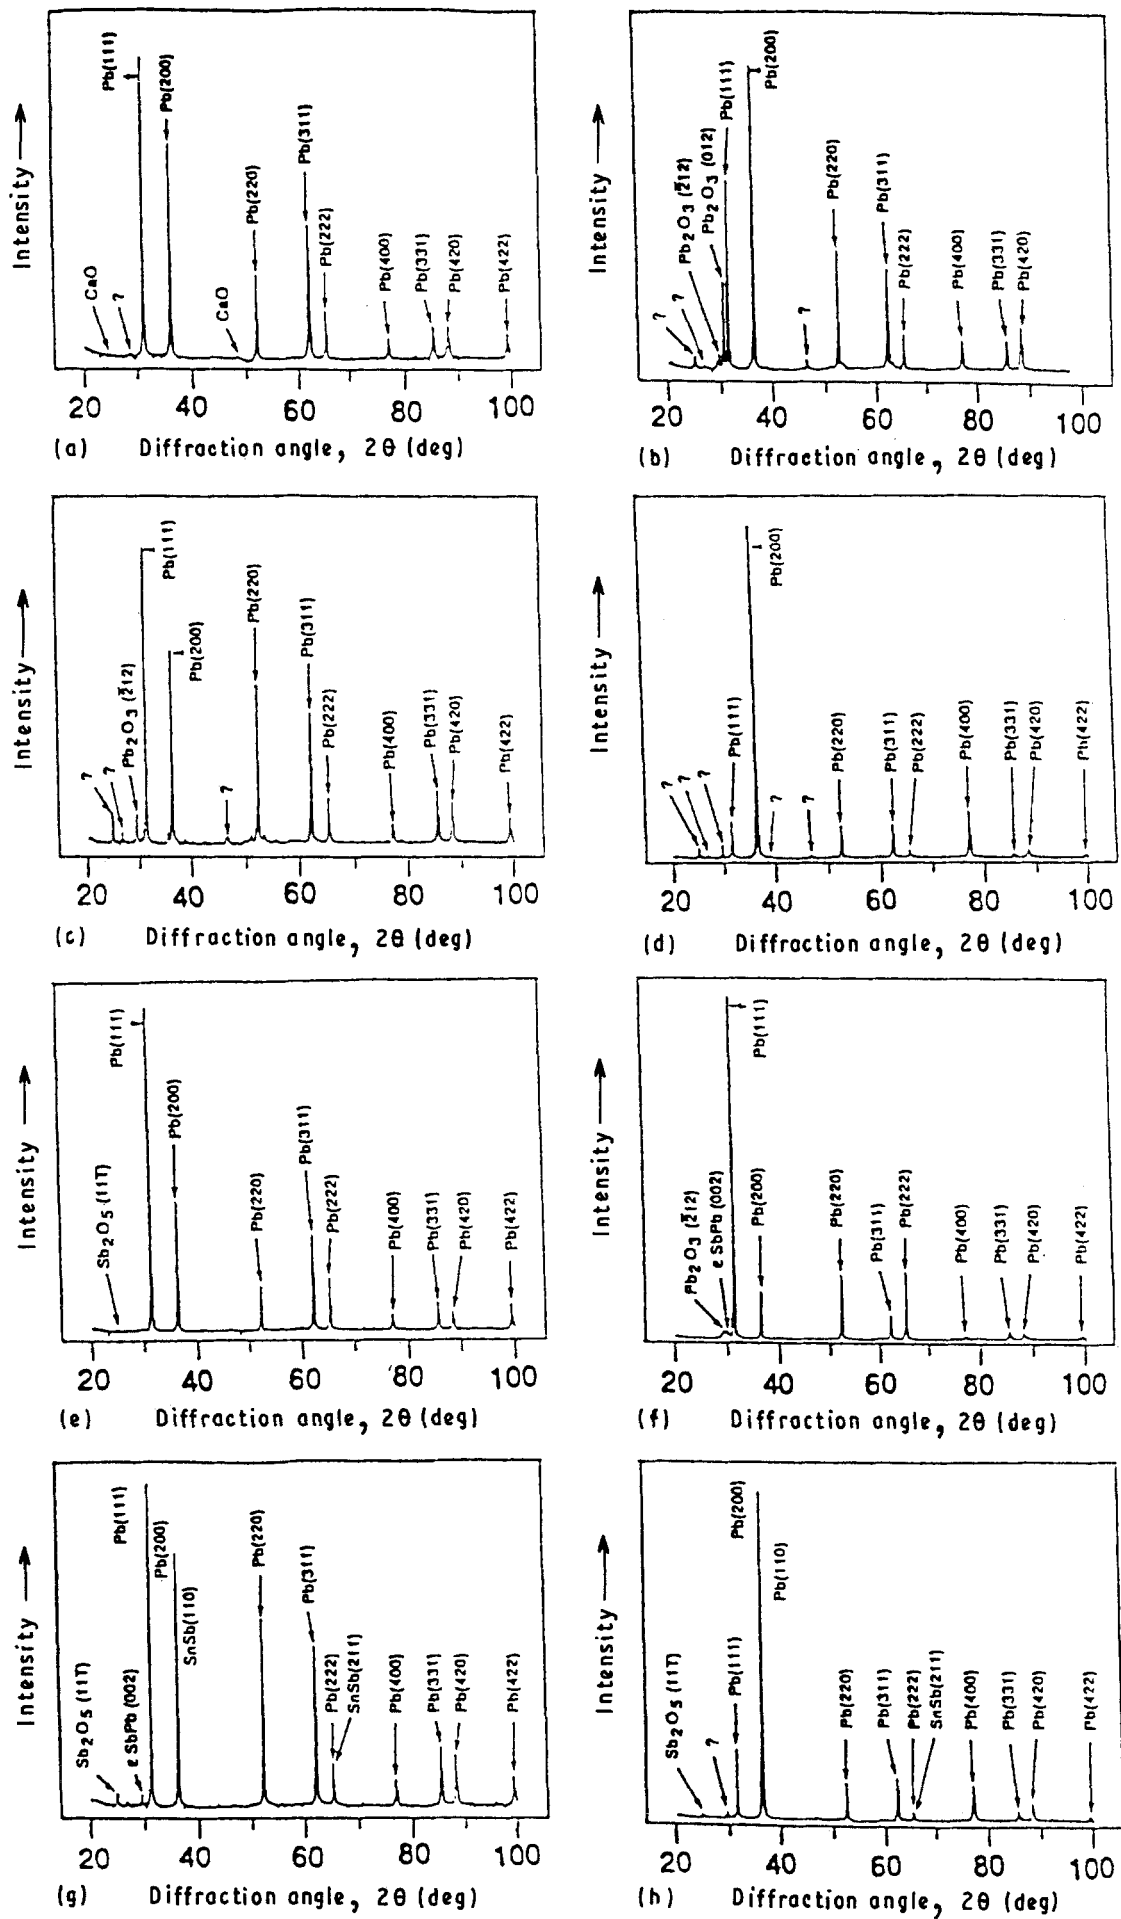 Intensity
Pb(111)
Pb(200)
Pb(220)
Pb(311)
Pb(222)
Pb(400)
Pb(331)
Pb(420)
Pb(422)
CaO
?
CaO
20 40 60 80 100
(a) Diffraction angle, 2θ (deg)
Intensity
?
?
Pb2O3 (2̄12)
Pb2O3 (012)
Pb(111)
Pb(200)
?
Pb(220)
Pb(311)
Pb(222)
Pb(400)
Pb(331)
Pb(420)
20 40 60 80 100
(b) Diffraction angle, 2θ (deg)
Intensity
?
?
Pb2O3 (2̄12)
Pb(111)
Pb(200)
?
Pb(220)
Pb(311)
Pb(222)
Pb(400)
Pb(331)
Pb(420)
Pb(422)
20 40 60 80 100
(c) Diffraction angle, 2θ (deg)
Intensity
?
?
?
Pb(111)
Pb(200)
?
?
Pb(220)
Pb(311)
Pb(222)
Pb(400)
Pb(331)
Pb(420)
Pb(422)
20 40 60 80 100
(d) Diffraction angle, 2θ (deg)
Intensity
Sb2O5 (111̄)
Pb(111)
Pb(200)
Pb(220)
Pb(311)
Pb(222)
Pb(400)
Pb(331)
Pb(420)
Pb(422)
20 40 60 80 100
(e) Diffraction angle, 2θ (deg)
Intensity
Pb2O3 (2̄12)
ε SbPb (002)
Pb(111)
Pb(200)
Pb(220)
Pb(311)
Pb(222)
Pb(400)
Pb(331)
Pb(420)
Pb(422)
20 40 60 80 100
(f) Diffraction angle, 2θ (deg)
Intensity
Sb2O5 (111̄)
ε SbPb (002)
Pb(111)
Pb(200)
SnSb(110)
Pb(220)
Pb(311)
Pb(222)
SnSb(211)
Pb(400)
Pb(331)
Pb(420)
Pb(422)
20 40 60 80 100
(g) Diffraction angle, 2θ (deg)
Intensity
Sb2O5 (111̄)
?
Pb(111)
Pb(200)
Pb(110)
Pb(220)
Pb(311)
Pb(222)
SnSb(211)
Pb(400)
Pb(331)
Pb(420)
Pb(422)
20 40 60 80 100
(h) Diffraction angle, 2θ (deg)